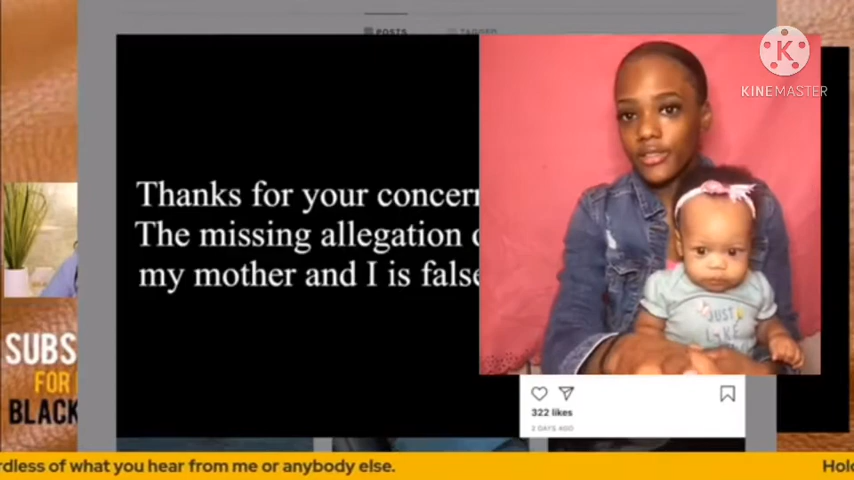 POSTS
TAGGED
KINEMASTER
Thanks for your concern
The missing allegation
my mother and I is false
JUST
LIKE
SUBS
FOR
BLACK
322 likes
2 DAYS AGO
rdless of what you hear from me or anybody else.
Hold